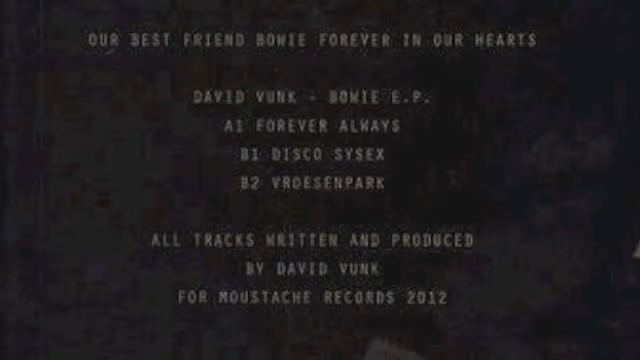 OUR BEST FRIEND BOWIE FOREVER IN OUR HEARTS
DAVID VUNK - BOWIE E.P.
A1 FOREVER ALWAYS
B1 DISCO SYSEX
B2 VROESENPARK
ALL TRACKS WRITTEN AND PRODUCED
BY DAVID VUNK
FOR MOUSTACHE RECORDS 2012